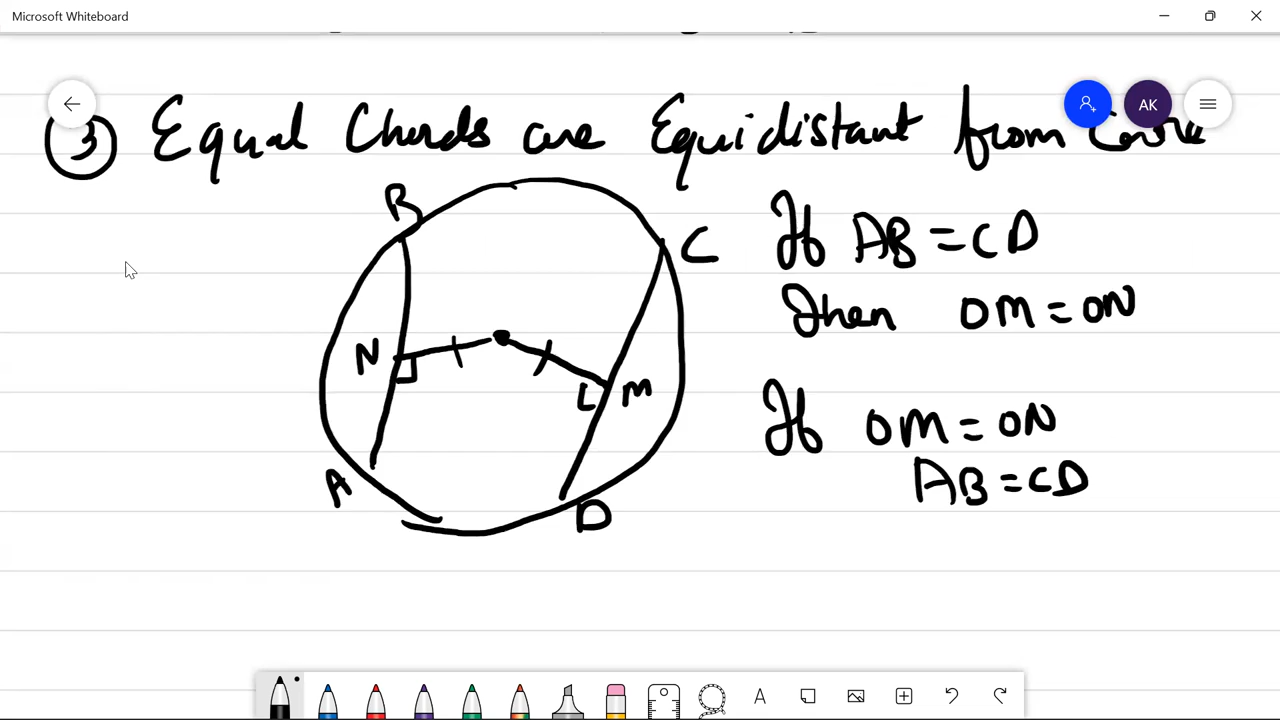 Microsoft Whiteboard
AK
3 Equal Chords are Equidistant from
B
C
If AB = CD
Then OM = ON
N
M
If OM = ON
AB = CD
A
D
A